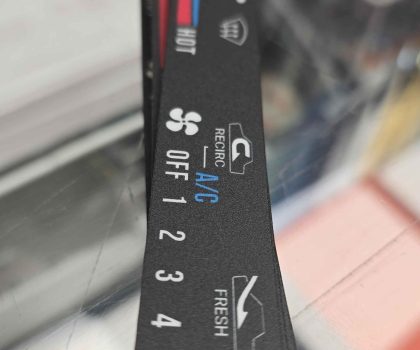 HOT
RECIRC
A/C
OFF 1 2 3 4
FRESH